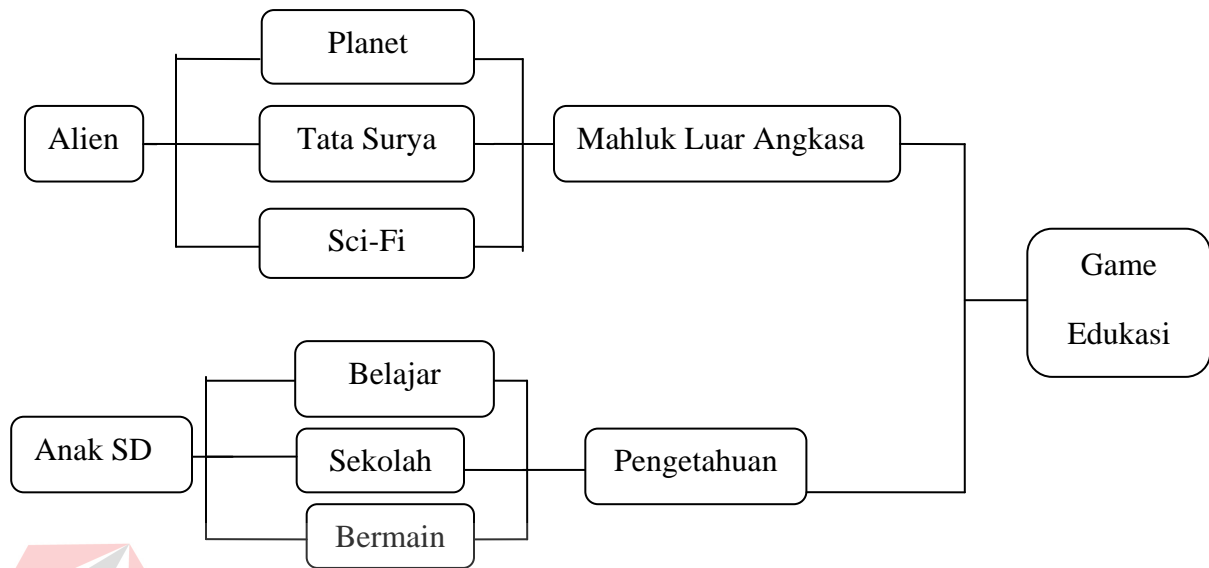 Planet
Alien
Tata Surya
Mahluk Luar Angkasa
Sci-Fi
Game
Edukasi
Belajar
Anak SD
Sekolah
Pengetahuan
Bermain